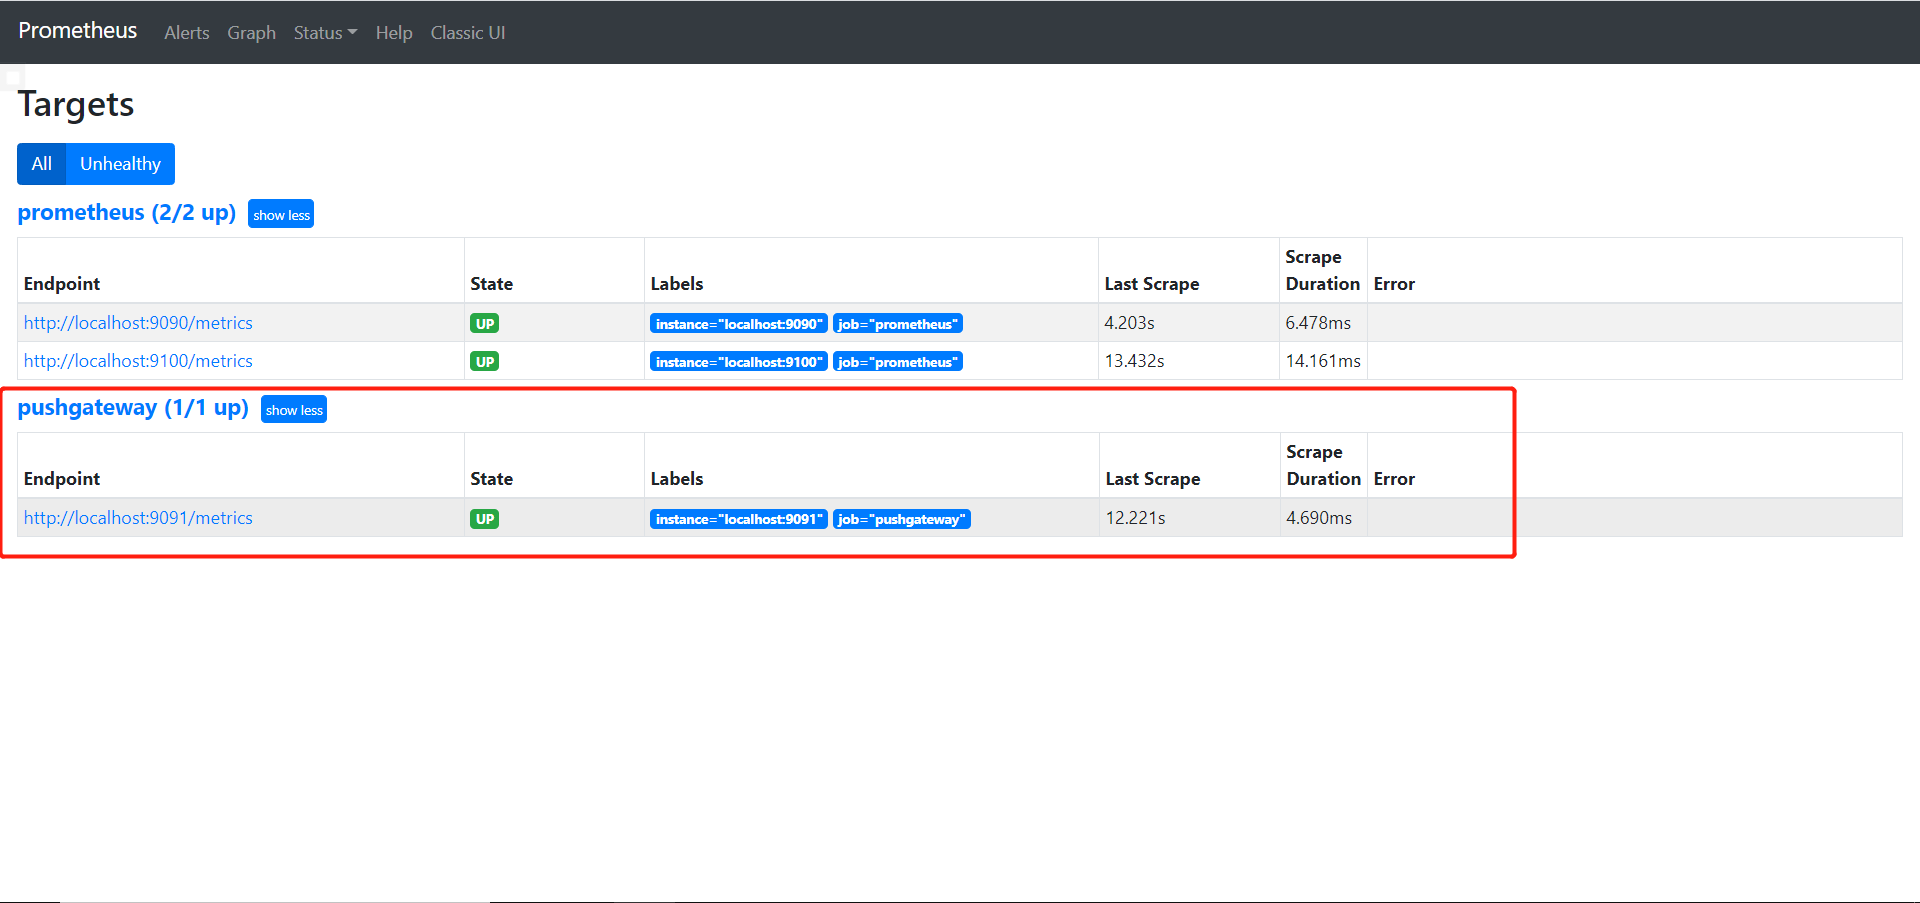 Prometheus Alerts Graph Status Help Classic UI
Targets
All Unhealthy
prometheus (2/2 up) show less
Endpoint State Labels Last Scrape Scrape Duration Error
http://localhost:9090/metrics UP instance="localhost:9090" job="prometheus" 4.203s 6.478ms
http://localhost:9100/metrics UP instance="localhost:9100" job="prometheus" 13.432s 14.161ms
pushgateway (1/1 up) show less
Endpoint State Labels Last Scrape Scrape Duration Error
http://localhost:9091/metrics UP instance="localhost:9091" job="pushgateway" 12.221s 4.690ms